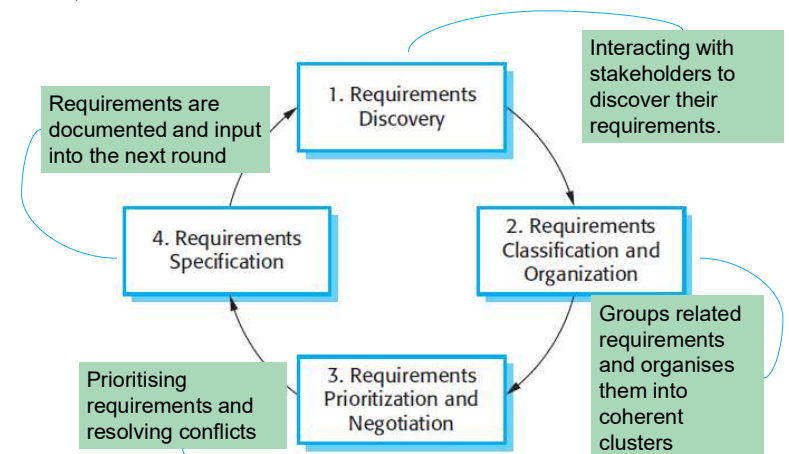 Interacting with
stakeholders to
discover their
requirements.
1. Requirements
Discovery
Requirements are
documented and input
into the next round
4. Requirements
Specification
2. Requirements
Classification and
Organization
Groups related
requirements
and organises
them into
coherent
clusters
Prioritising
requirements and
resolving conflicts
3. Requirements
Prioritization and
Negotiation